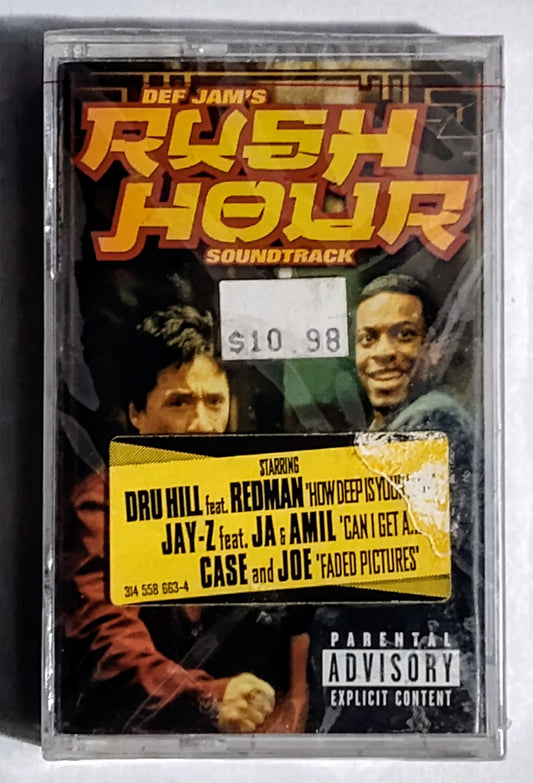 DEF JAM'S
RUSH
HOUR
SOUNDTRACK
$10.98
STARRING
DRU HILL feat. REDMAN 'HOW DEEP IS YOUR
JAY-Z feat. JA & AMIL 'CAN I GET A...
CASE and JOE 'FADED PICTURES'
314 558 663-4
PARENTAL
ADVISORY
EXPLICIT CONTENT